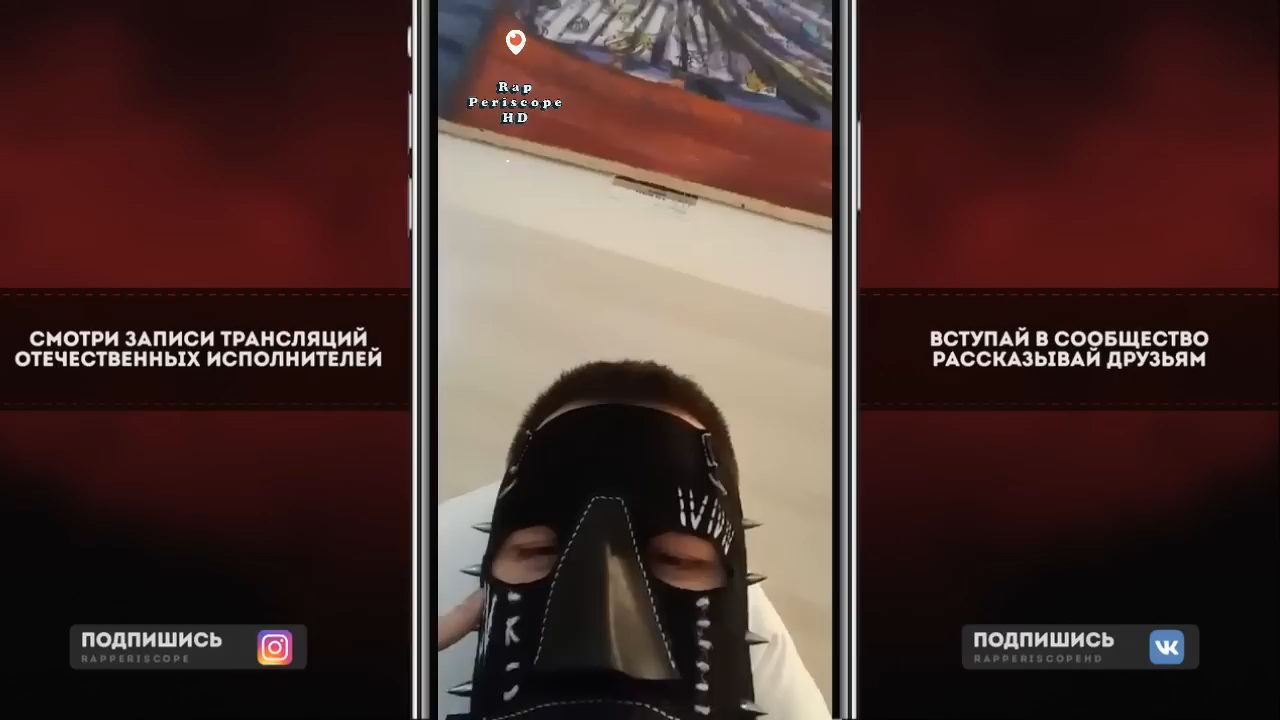 Rap
Periscope
HD
СМОТРИ ЗАПИСИ ТРАНСЛЯЦИЙ
ОТЕЧЕСТВЕННЫХ ИСПОЛНИТЕЛЕЙ
ВСТУПАЙ В СООБЩЕСТВО
РАССКАЗЫВАЙ ДРУЗЬЯМ
ПОДПИШИСЬ
RAPPERISCOPE
ПОДПИШИСЬ
RAPPERISCOPEHD